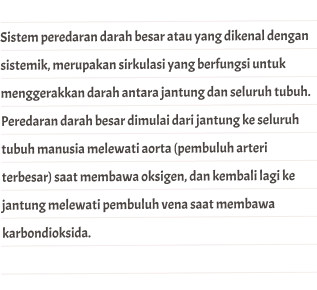 Sistem peredaran darah besar atau yang dikenal dengan
sistemik, merupakan sirkulasi yang berfungsi untuk
menggerakkan darah antara jantung dan seluruh tubuh.
Peredaran darah besar dimulai dari jantung ke seluruh
tubuh manusia melewati aorta (pembuluh arteri
terbesar) saat membawa oksigen, dan kembali lagi ke
jantung melewati pembuluh vena saat membawa
karbondioksida.